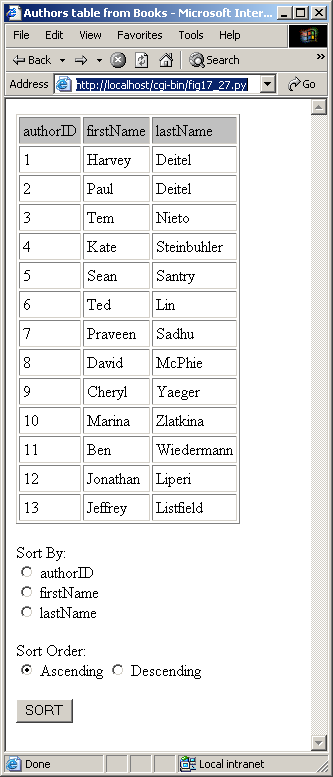 Authors table from Books - Microsoft Inter...
File Edit View Favorites Tools Help
Back Search
Address http://localhost/cgi-bin/fig17_27.py Go
authorID firstName lastName
1 Harvey Deitel
2 Paul Deitel
3 Tem Nieto
4 Kate Steinbuhler
5 Sean Santry
6 Ted Lin
7 Praveen Sadhu
8 David McPhie
9 Cheryl Yaeger
10 Marina Zlatkina
11 Ben Wiedermann
12 Jonathan Liperi
13 Jeffrey Listfield
Sort By:
authorID
firstName
lastName
Sort Order:
Ascending Descending
SORT
Done Local intranet